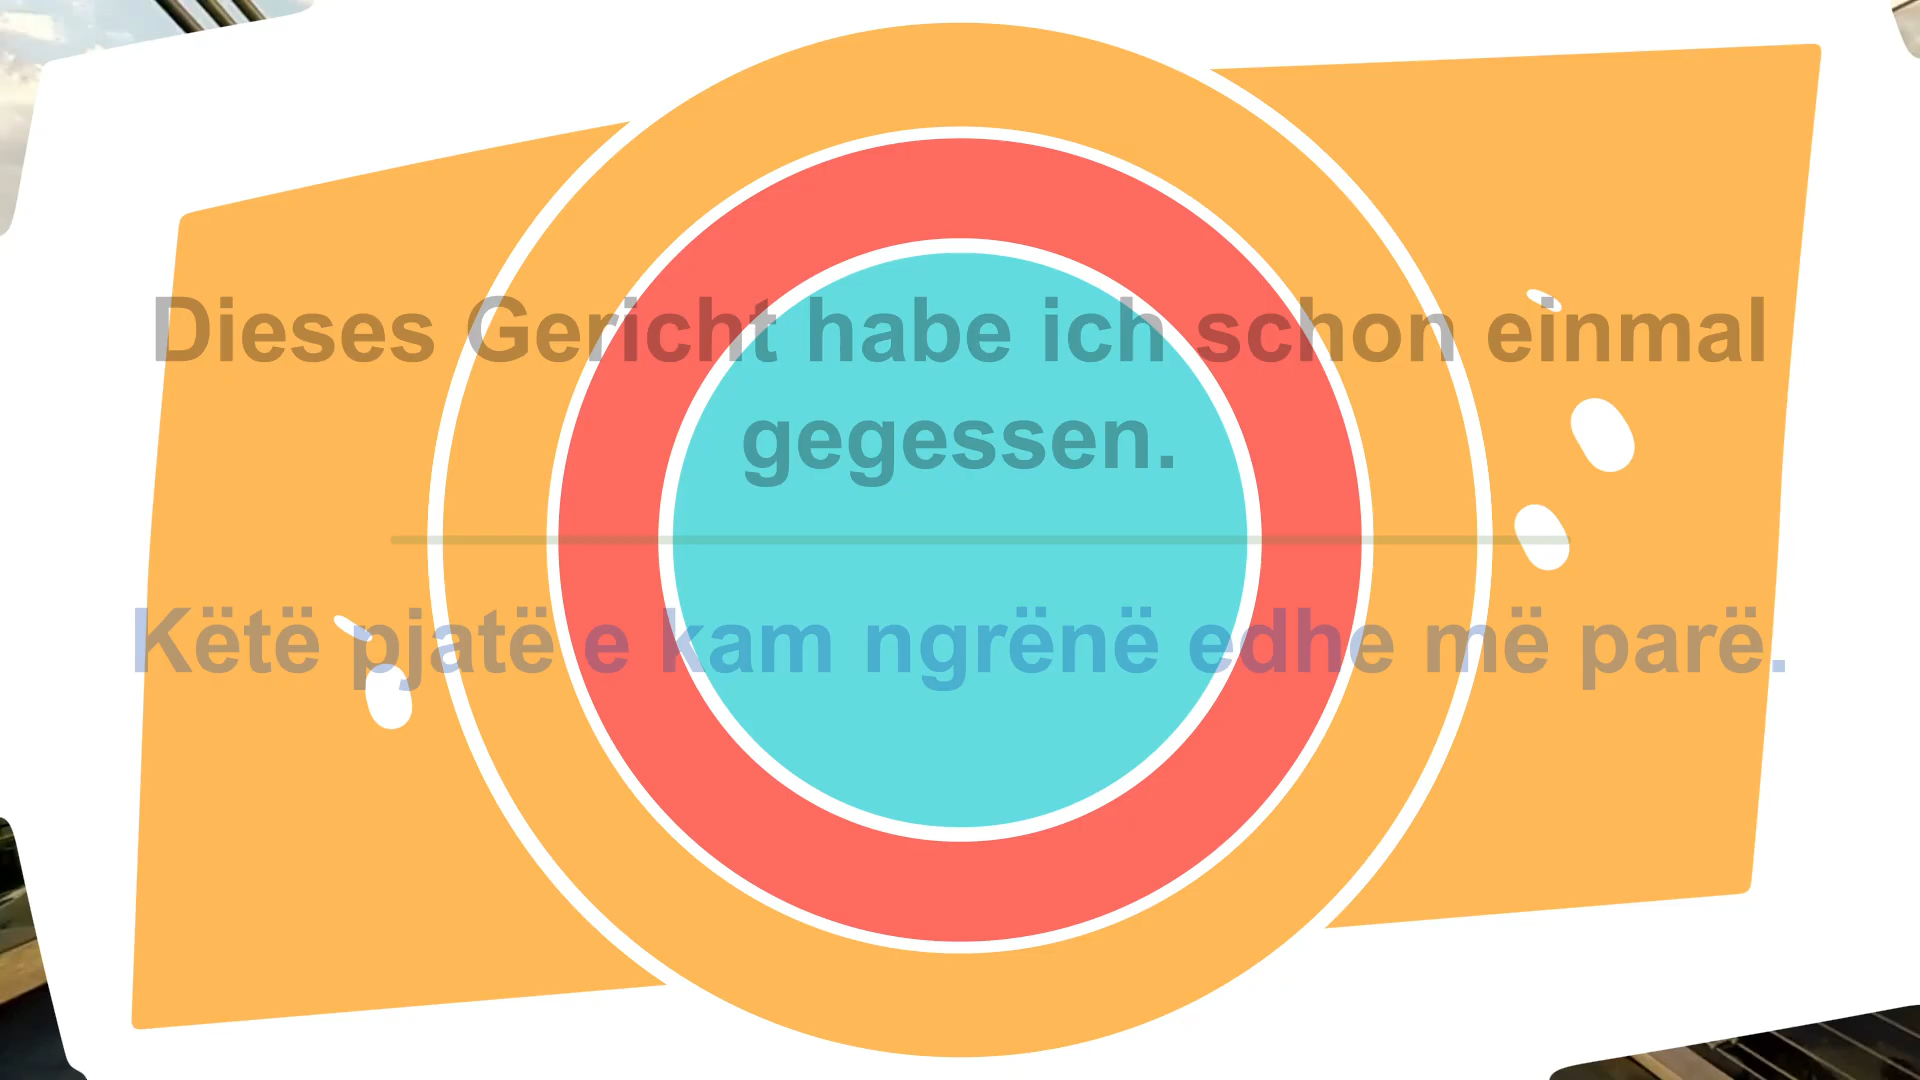 Dieses Gericht habe ich schon einmal
gegessen.
Këtë pjatë e kam ngrënë edhe më parë.